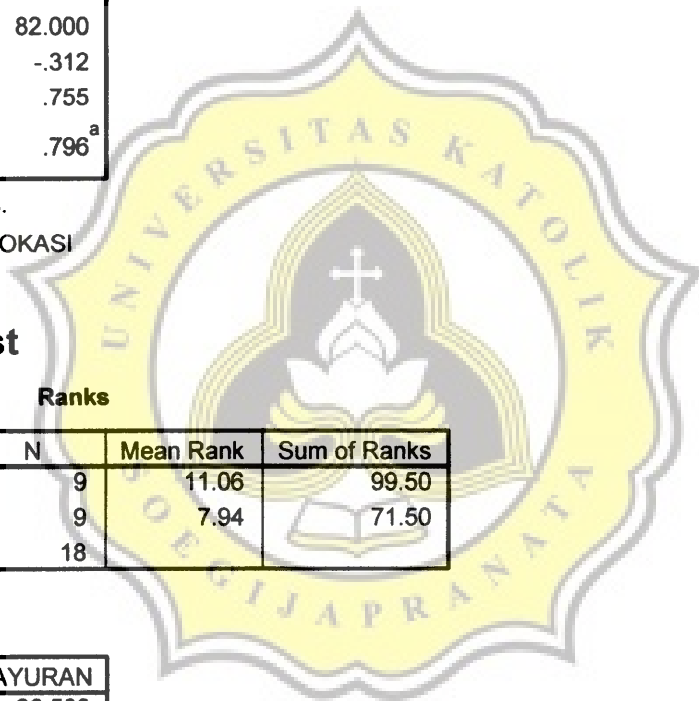 82.000
-.312
.755
.796a
OKASI
st
Ranks
N Mean Rank Sum of Ranks
9 11.06 99.50
9 7.94 71.50
18
AYURAN
UNIVERSITAS KATOLIK
SOEGIJAPRANATA